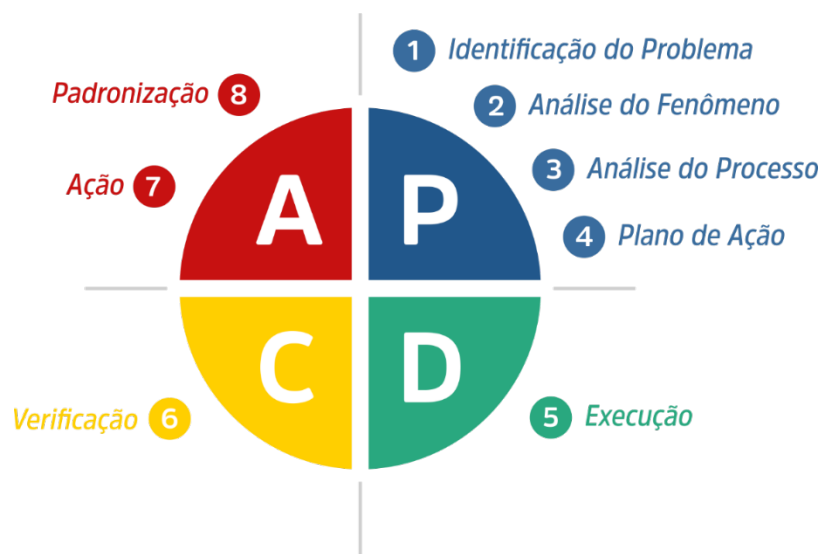 1 Identificação do Problema
2 Análise do Fenômeno
3 Análise do Processo
4 Plano de Ação
5 Execução
Verificação 6
Ação 7
Padronização 8
A P
C D